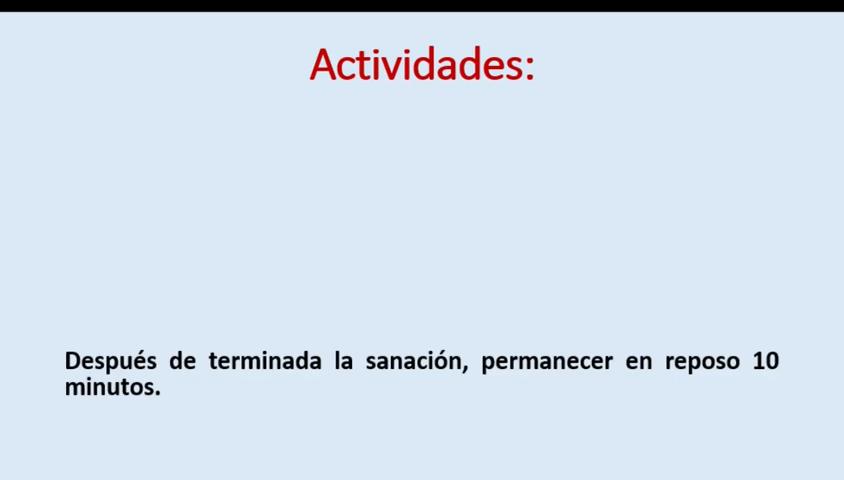 Actividades:
Después de terminada la sanación, permanecer en reposo 10
minutos.